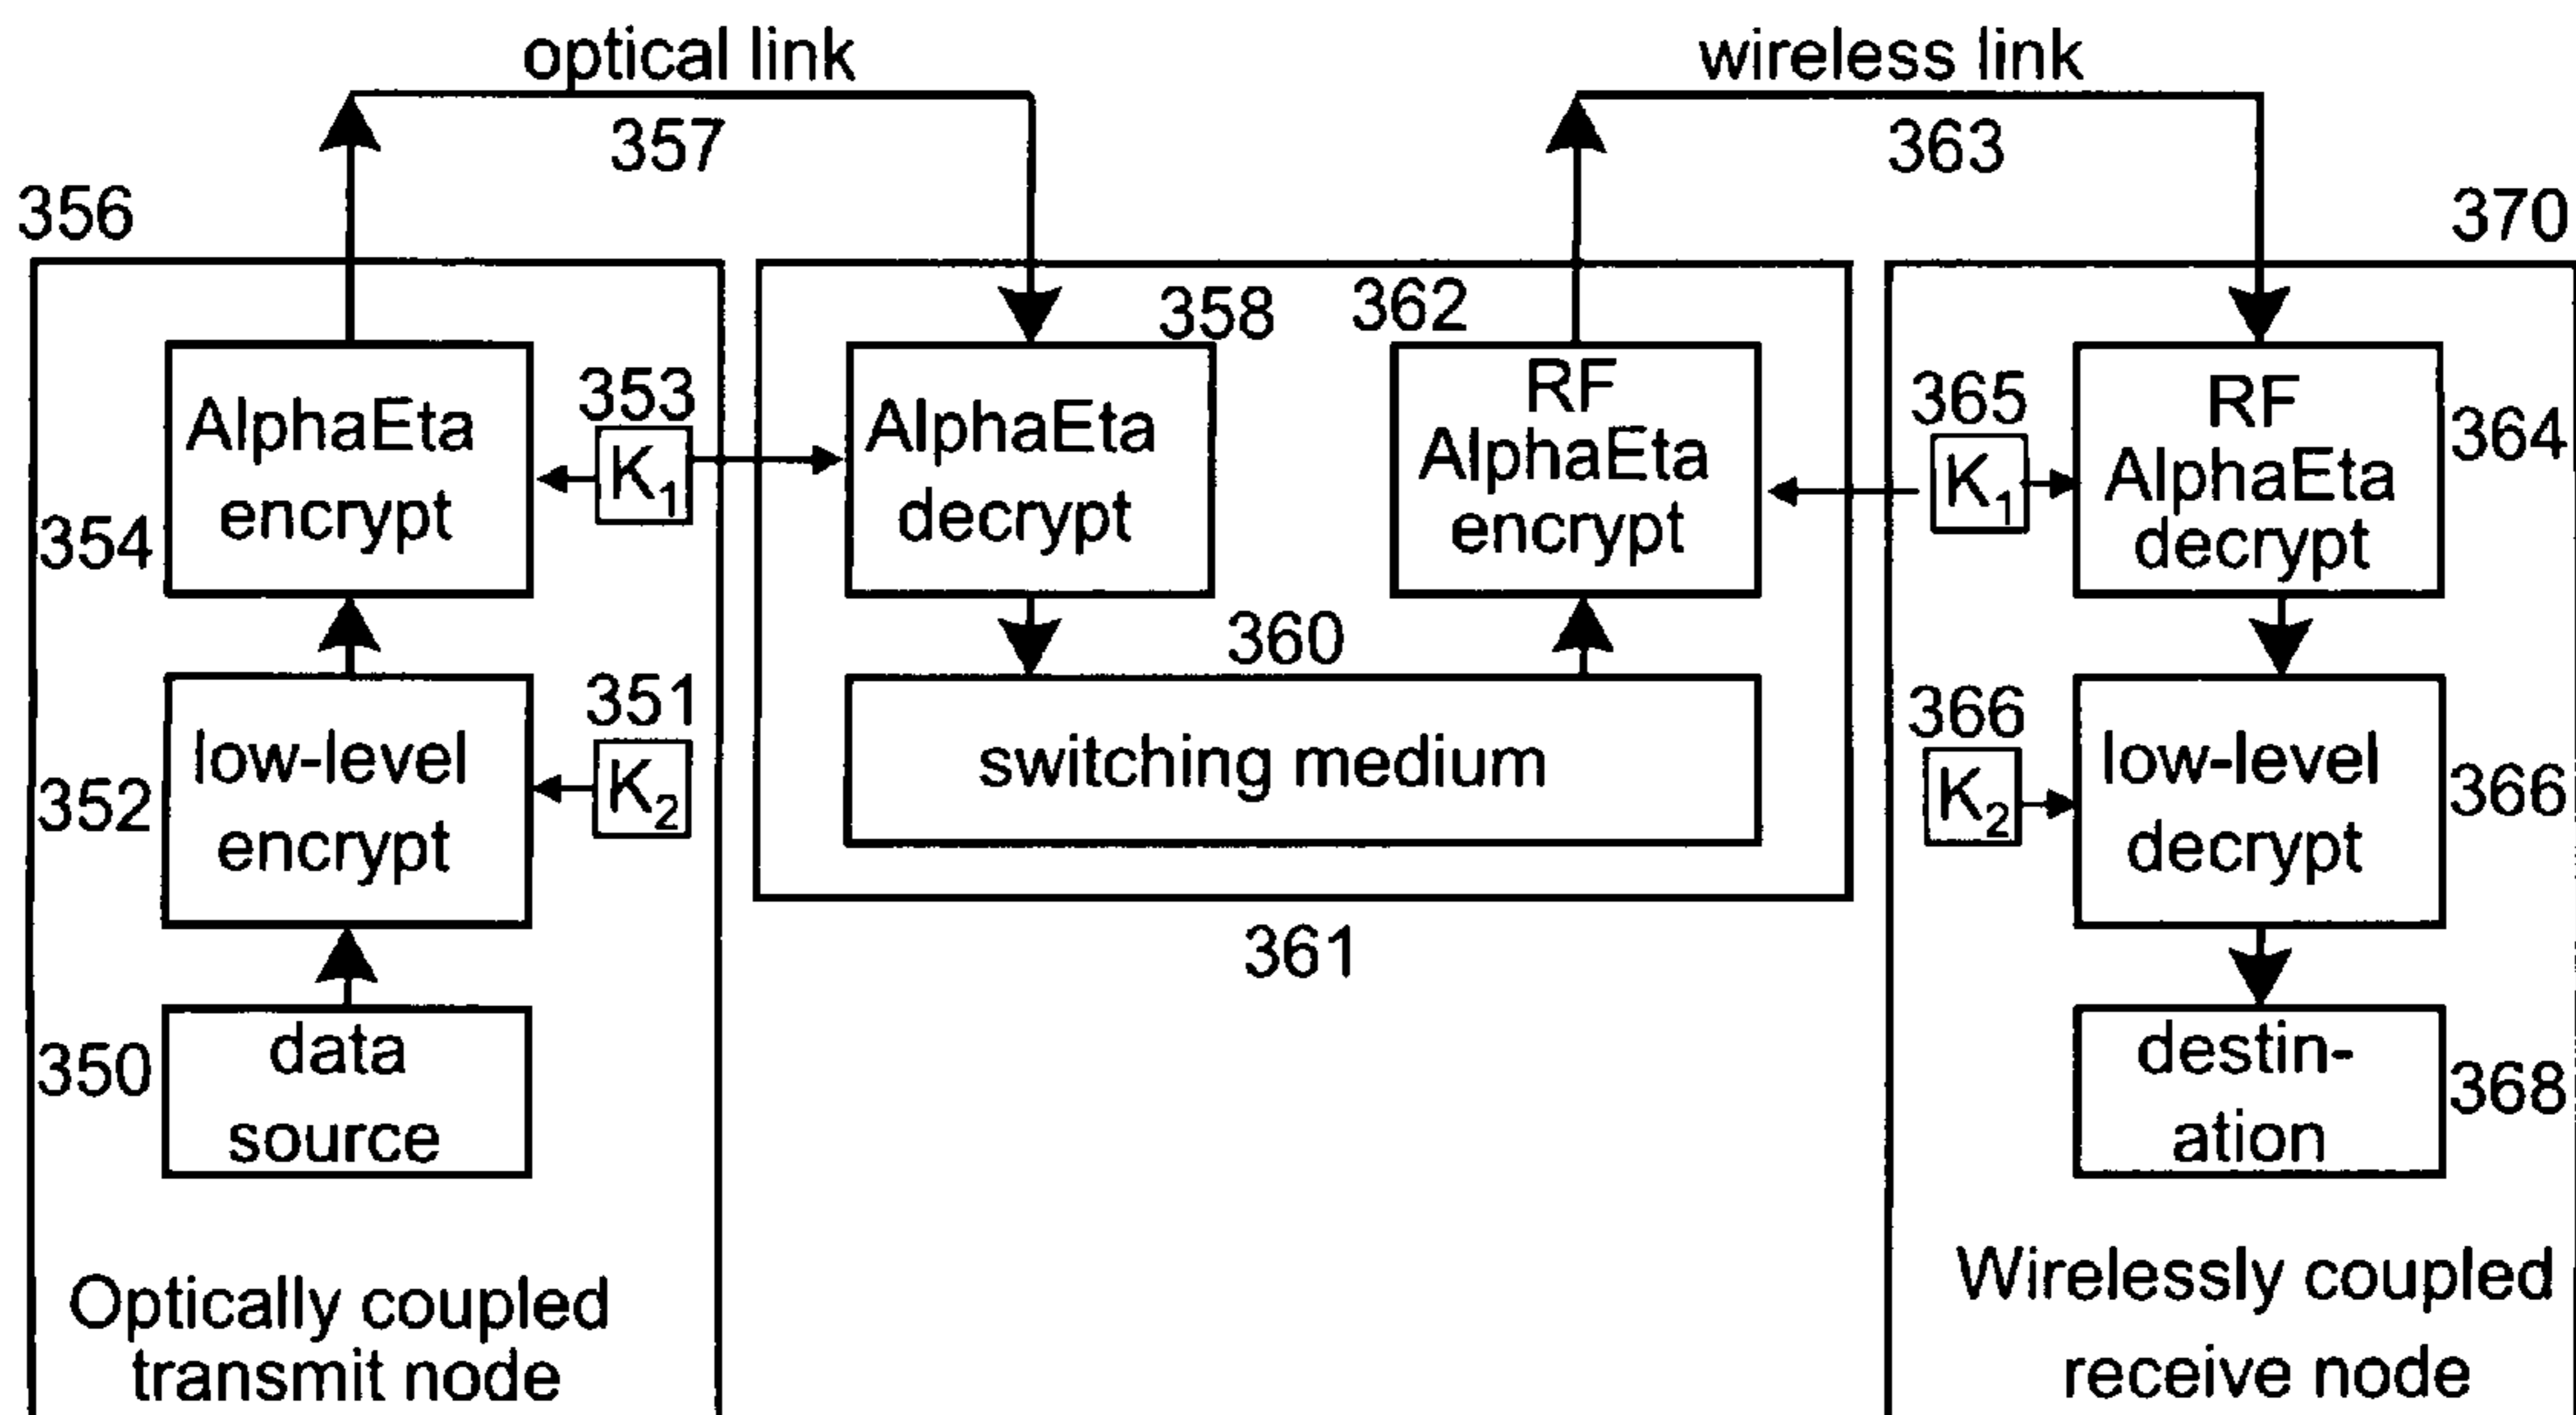 optical link
wireless link
357
363
356
370
358
362
AlphaEta
encrypt
353
K1
354
AlphaEta
decrypt
RF
AlphaEta
encrypt
365
K1
RF
AlphaEta
decrypt
364
360
low-level
encrypt
351
K2
352
switching medium
366
K2
low-level
decrypt
366
361
data
source
350
destin-
ation
368
Optically coupled
transmit node
Wirelessly coupled
receive node